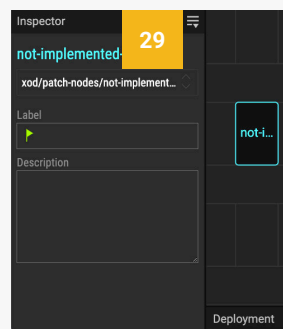 Inspector
29
not-implemented-
xod/patch-nodes/not-implement...
Label
not-i...
Description
Deployment